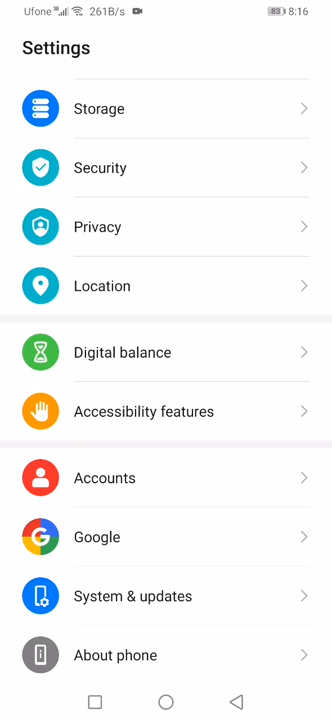 Ufone 3G 261B/s 83 8:16
Settings
Storage
Security
Privacy
Location
Digital balance
Accessibility features
Accounts
Google
System & updates
About phone